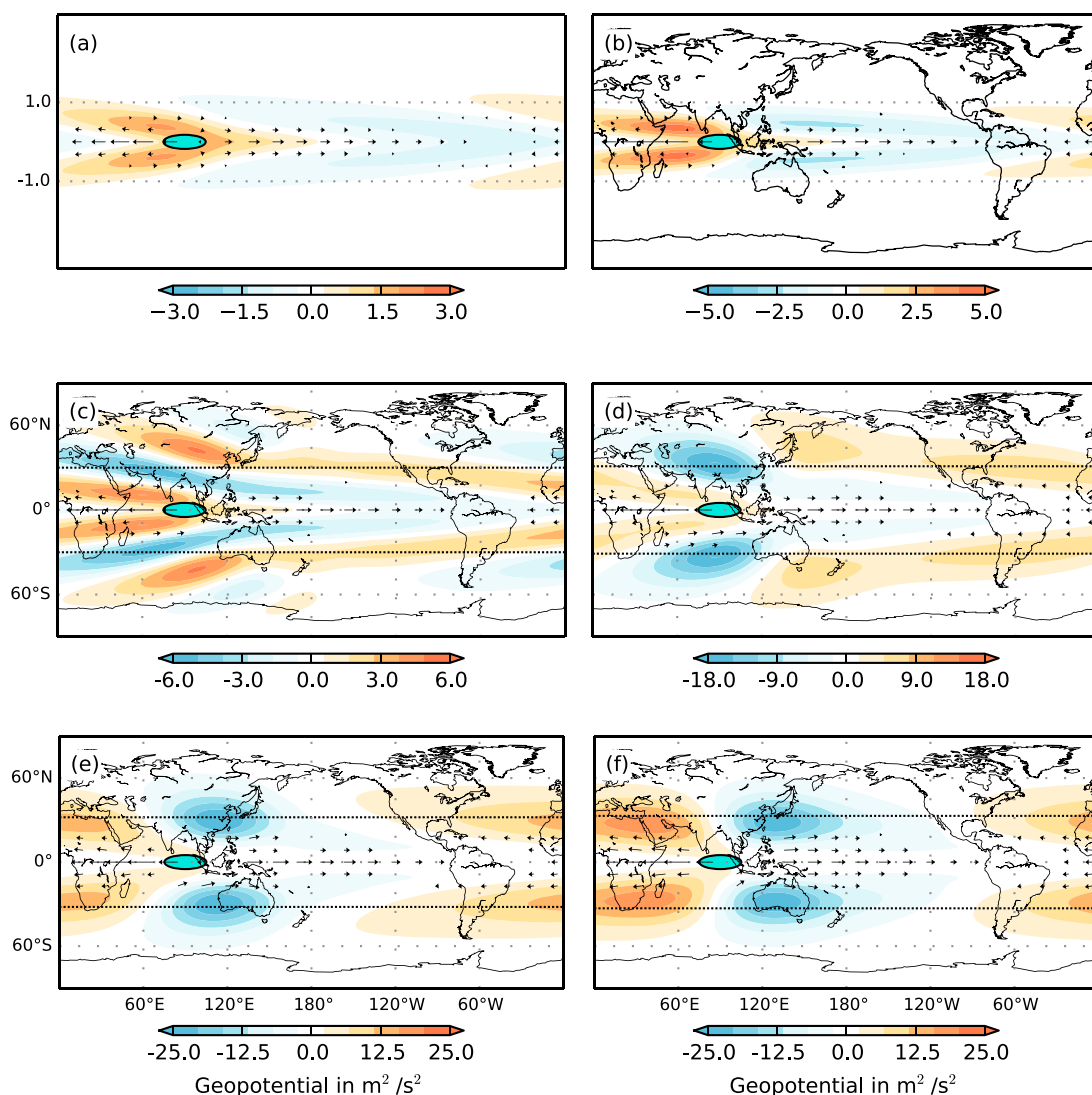 (a)
(b)
1.0
-1.0
−3.0 −1.5 0.0 1.5 3.0
−5.0 −2.5 0.0 2.5 5.0
(c)
(d)
60°N
0°
60°S
-6.0 -3.0 0.0 3.0 6.0
-18.0 -9.0 0.0 9.0 18.0
(e)
(f)
60°N
0°
60°S
60°E 120°E 180° 120°W 60°W
60°E 120°E 180° 120°W 60°W
-25.0 -12.5 0.0 12.5 25.0
-25.0 -12.5 0.0 12.5 25.0
Geopotential in m² /s²
Geopotential in m² /s²